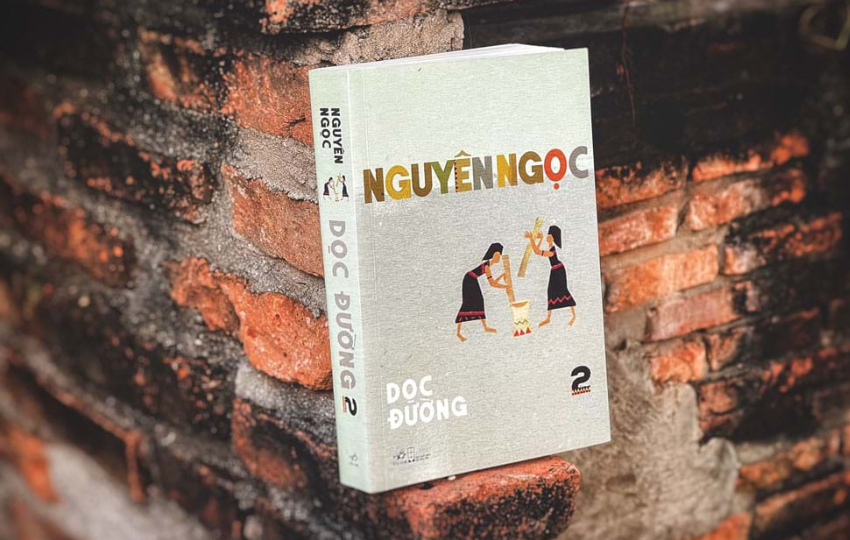 NGUYÊN
NGỌC
DỌC ĐƯỜNG 2
NGUYÊN NGỌC
DỌC
ĐƯỜNG
2